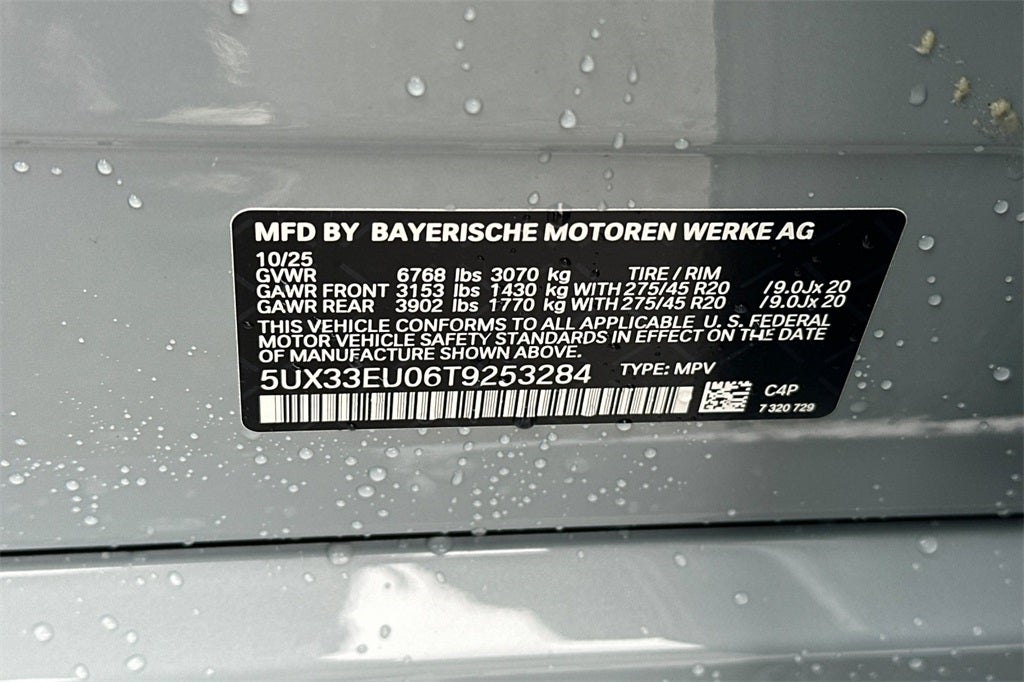 MFD BY BAYERISCHE MOTOREN WERKE AG
10/25
GVWR 6768 lbs 3070 kg TIRE / RIM
GAWR FRONT 3153 lbs 1430 kg WITH 275/45 R20 /9.0Jx 20
GAWR REAR 3902 lbs 1770 kg WITH 275/45 R20 /9.0Jx 20
THIS VEHICLE CONFORMS TO ALL APPLICABLE U.S. FEDERAL
MOTOR VEHICLE SAFETY STANDARDS IN EFFECT ON THE DATE
OF MANUFACTURE SHOWN ABOVE.
5UX33EU06T9253284 TYPE: MPV
C4P
7 320 729